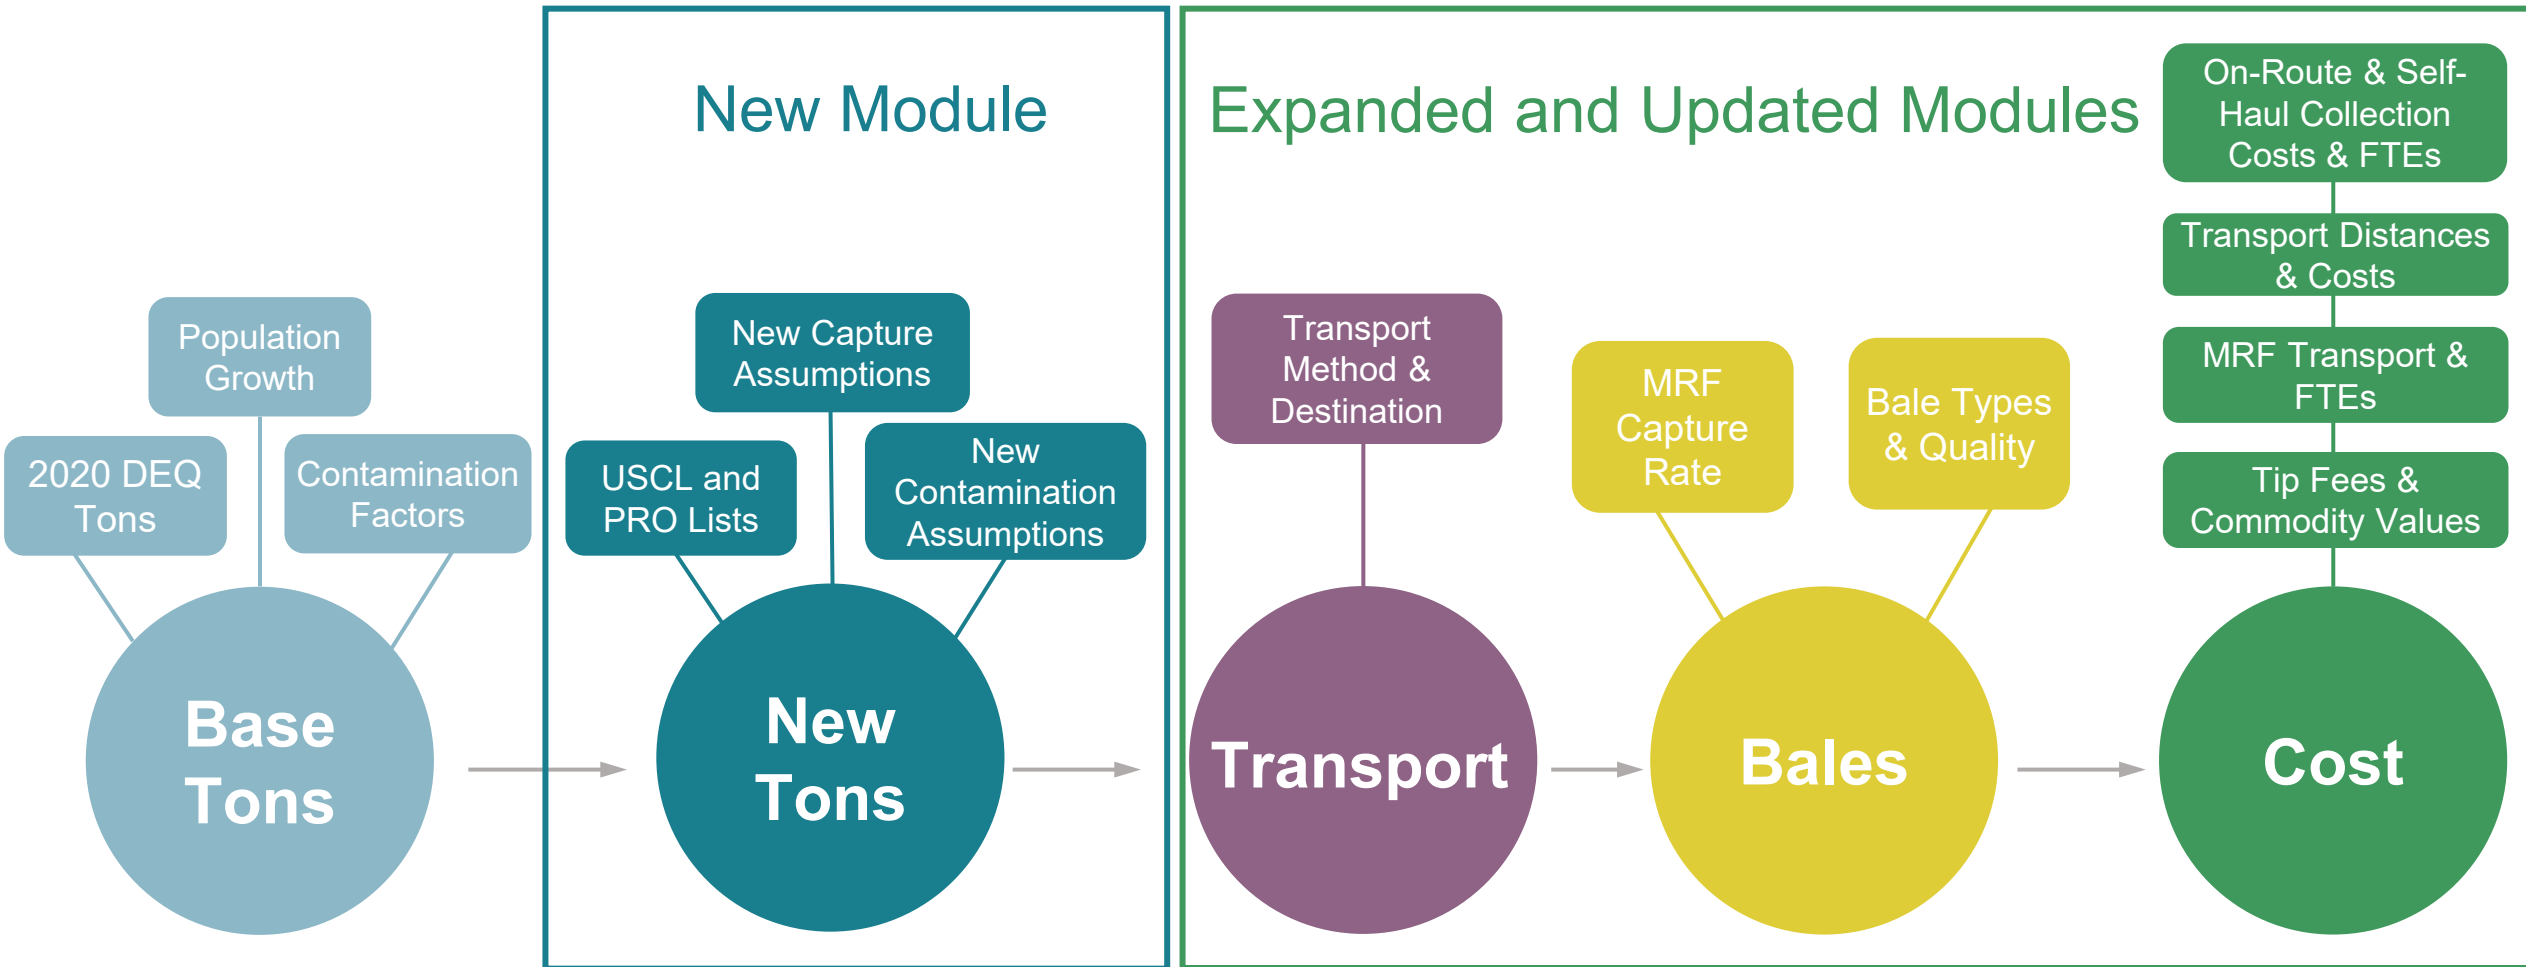 New Module
Expanded and Updated Modules
Population
Growth
2020 DEQ
Tons
Contamination
Factors
Base
Tons
New Capture
Assumptions
USCL and
PRO Lists
New
Contamination
Assumptions
New
Tons
Transport
Method &
Destination
Transport
MRF
Capture
Rate
Bale Types
& Quality
Bales
On-Route & Self-
Haul Collection
Costs & FTEs
Transport Distances
& Costs
MRF Transport &
FTEs
Tip Fees &
Commodity Values
Cost